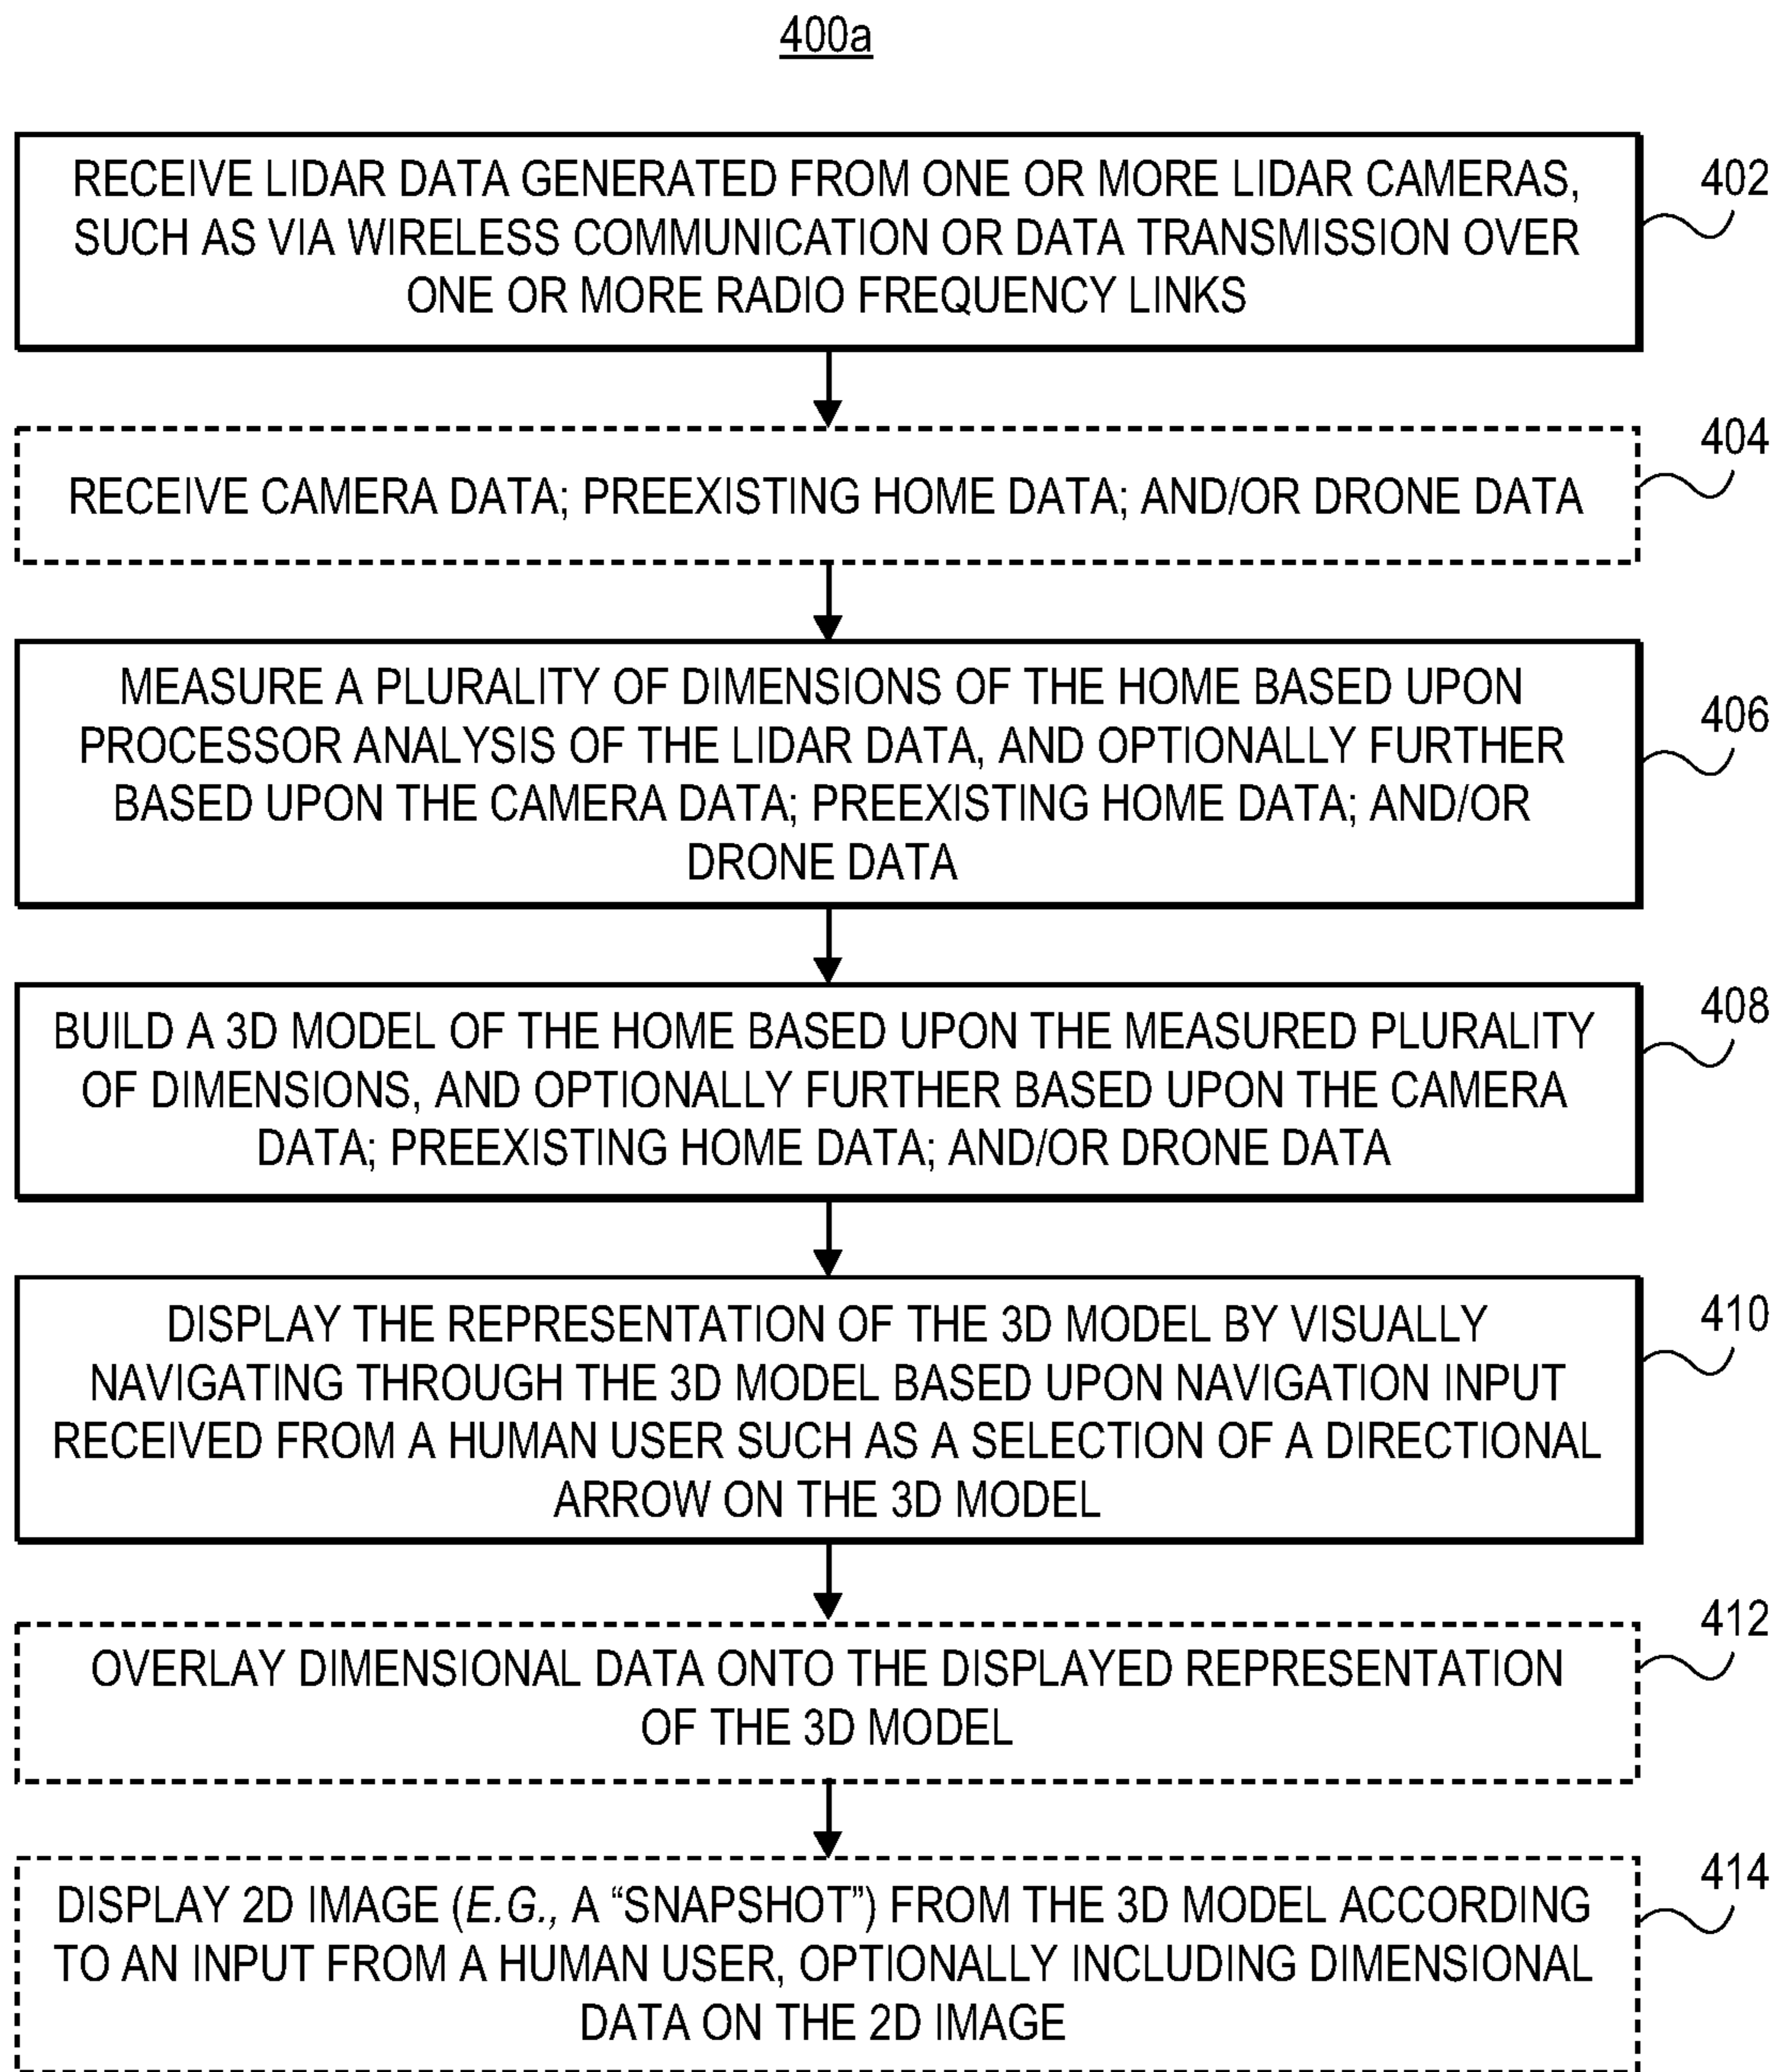 400a
RECEIVE LIDAR DATA GENERATED FROM ONE OR MORE LIDAR CAMERAS,
SUCH AS VIA WIRELESS COMMUNICATION OR DATA TRANSMISSION OVER
ONE OR MORE RADIO FREQUENCY LINKS
402
RECEIVE CAMERA DATA; PREEXISTING HOME DATA; AND/OR DRONE DATA
404
MEASURE A PLURALITY OF DIMENSIONS OF THE HOME BASED UPON
PROCESSOR ANALYSIS OF THE LIDAR DATA, AND OPTIONALLY FURTHER
BASED UPON THE CAMERA DATA; PREEXISTING HOME DATA; AND/OR
DRONE DATA
406
BUILD A 3D MODEL OF THE HOME BASED UPON THE MEASURED PLURALITY
OF DIMENSIONS, AND OPTIONALLY FURTHER BASED UPON THE CAMERA
DATA; PREEXISTING HOME DATA; AND/OR DRONE DATA
408
DISPLAY THE REPRESENTATION OF THE 3D MODEL BY VISUALLY
NAVIGATING THROUGH THE 3D MODEL BASED UPON NAVIGATION INPUT
RECEIVED FROM A HUMAN USER SUCH AS A SELECTION OF A DIRECTIONAL
ARROW ON THE 3D MODEL
410
OVERLAY DIMENSIONAL DATA ONTO THE DISPLAYED REPRESENTATION
OF THE 3D MODEL
412
DISPLAY 2D IMAGE (E.G., A “SNAPSHOT”) FROM THE 3D MODEL ACCORDING
TO AN INPUT FROM A HUMAN USER, OPTIONALLY INCLUDING DIMENSIONAL
DATA ON THE 2D IMAGE
414